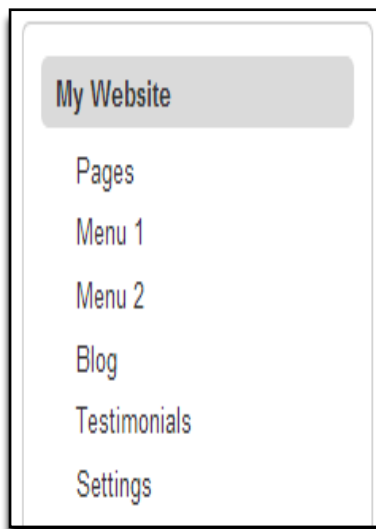 My Website
Pages
Menu 1
Menu 2
Blog
Testimonials
Settings